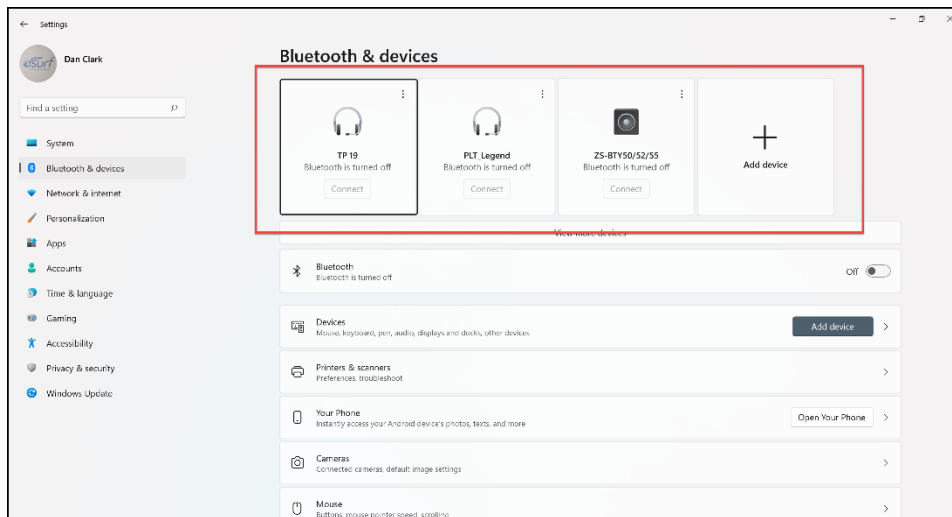 Settings
eSurf
Dan Clark
Find a setting
System
Bluetooth & devices
Network & internet
Personalization
Apps
Accounts
Time & language
Gaming
Accessibility
Privacy & security
Windows Update
Bluetooth & devices
TP 19
Bluetooth is turned off
Connect
PLT_Legend
Bluetooth is turned off
Connect
ZS-BTY50/52/55
Bluetooth is turned off
Connect
Add device
View more devices
Bluetooth
Bluetooth is turned off
Off
Devices
Mouse, keyboard, pen, audio, displays and docks, other devices
Add device
Printers & scanners
Preferences, troubleshoot
Your Phone
Instantly access your Android device's photos, texts, and more
Open Your Phone
Cameras
Connected cameras, default image settings
Mouse
Buttons, mouse pointer speed, scrolling